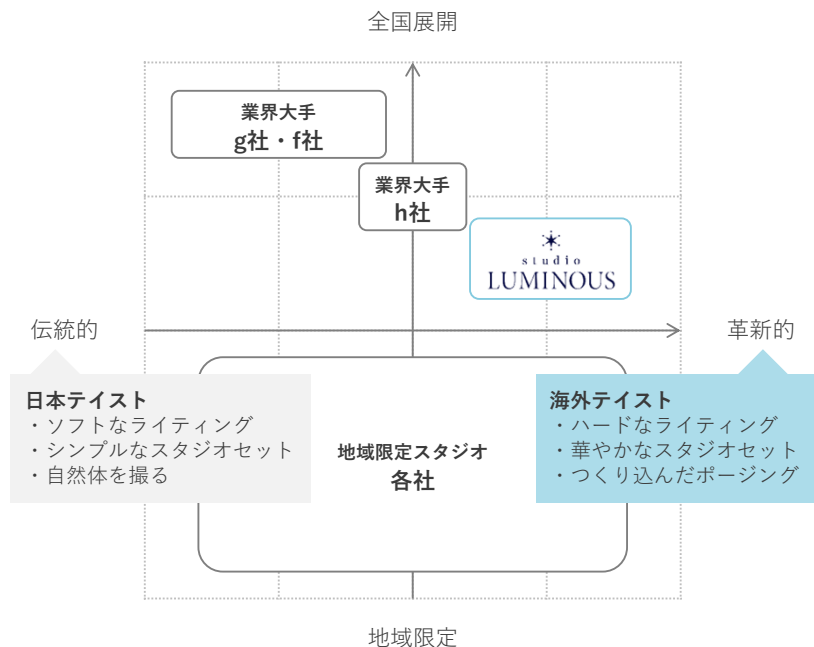 全国展開
業界大手
g社・f社
業界大手
h社
studio
LUMINOUS
伝統的
革新的
日本テイスト
・ソフトなライティング
・シンプルなスタジオセット
・自然体を撮る
地域限定スタジオ
各社
海外テイスト
・ハードなライティング
・華やかなスタジオセット
・つくり込んだポージング
地域限定